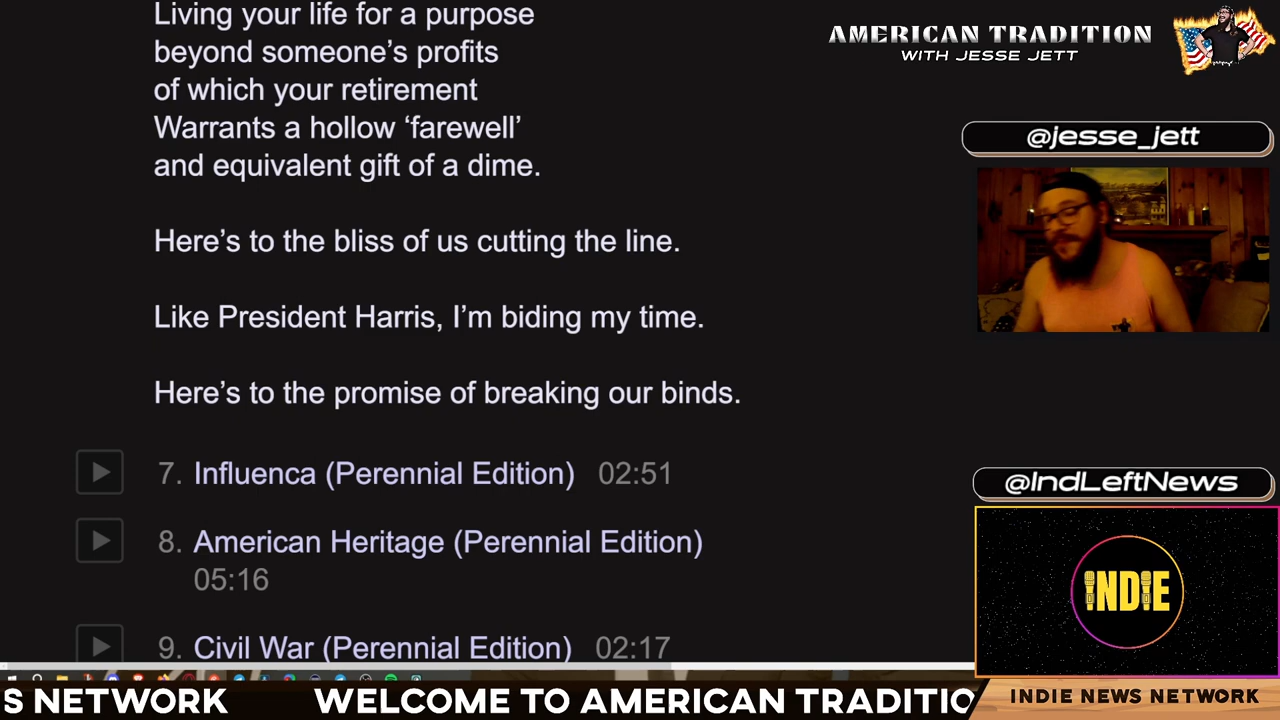 Living your life for a purpose
beyond someone’s profits
of which your retirement
Warrants a hollow ‘farewell’
and equivalent gift of a dime.
Here’s to the bliss of us cutting the line.
Like President Harris, I’m biding my time.
Here’s to the promise of breaking our binds.
7. Influenca (Perennial Edition) 02:51
8. American Heritage (Perennial Edition)
05:16
9. Civil War (Perennial Edition) 02:17
AMERICAN TRADITION
WITH JESSE JETT
@jesse_jett
@IndLeftNews
INDIE
S NETWORK WELCOME TO AMERICAN TRADITIO
INDIE NEWS NETWORK